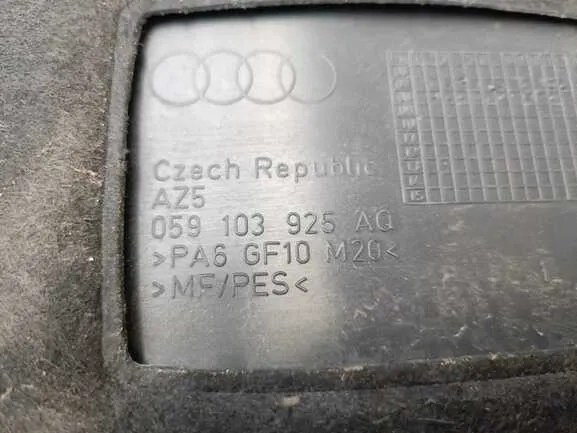 Czech Republic
AZ5
059 103 925 AQ
>PA6 GF10 M20<
>MF/PES<